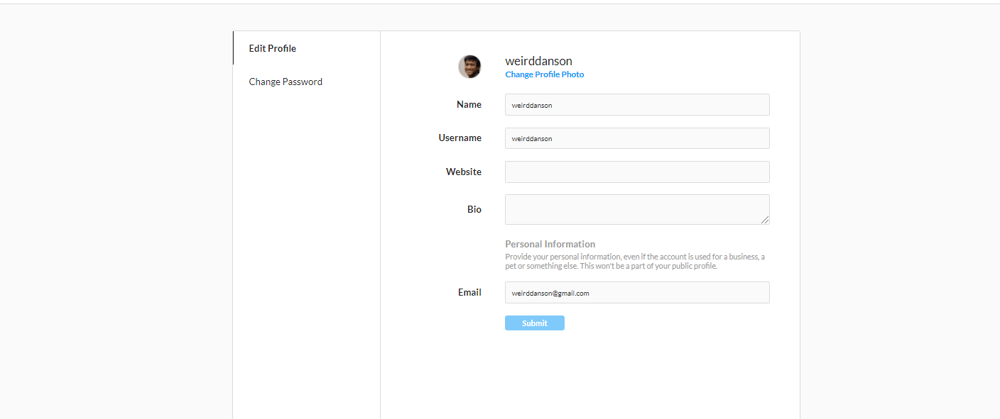 Edit Profile
Change Password
weirddanson
Change Profile Photo
Name
weirddanson
Username
weirddanson
Website
Bio
Personal Information
Provide your personal information, even if the account is used for a business, a
pet or something else. This won't be a part of your public profile.
Email
weirddanson@gmail.com
Submit